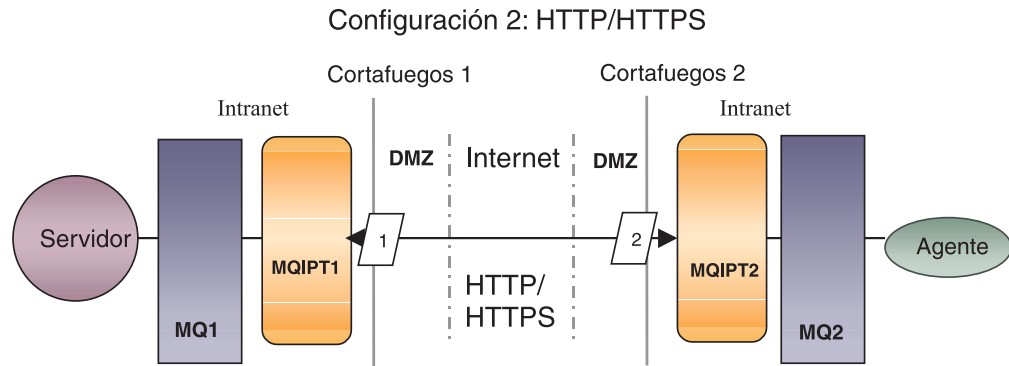 Configuración 2: HTTP/HTTPS
Cortafuegos 1
Cortafuegos 2
Intranet
Intranet
DMZ
Internet
DMZ
Servidor
MQ1
MQIPT1
1
2
MQIPT2
MQ2
Agente
HTTP/
HTTPS